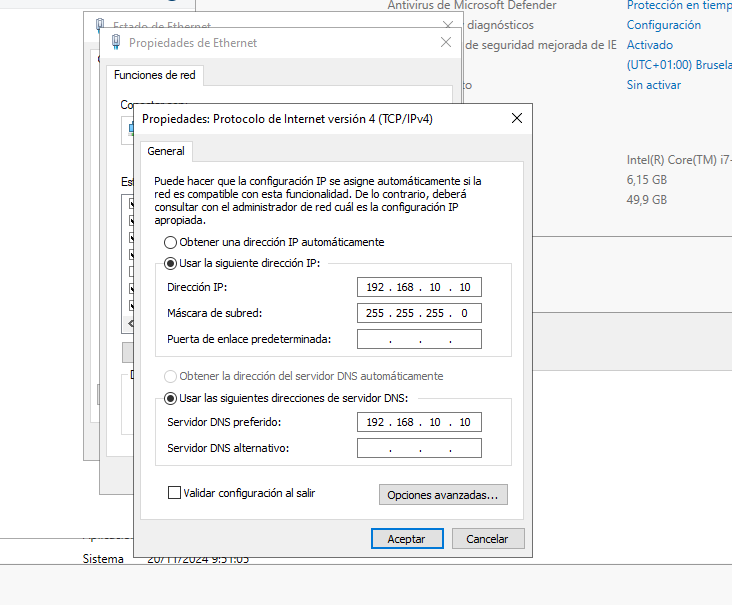 Antivirus de Microsoft Defender
Protección en tiemp
Estado de Ethernet
diagnósticos
Configuración
Propiedades de Ethernet
de seguridad mejorada de IE
Activado
(UTC+01:00) Brusela
Funciones de red
Sin activar
Propiedades: Protocolo de Internet versión 4 (TCP/IPv4)
General
Intel(R) Core(TM) i7-
6,15 GB
49,9 GB
Puede hacer que la configuración IP se asigne automáticamente si la
red es compatible con esta funcionalidad. De lo contrario, deberá
consultar con el administrador de red cuál es la configuración IP
apropiada.
Obtener una dirección IP automáticamente
Usar la siguiente dirección IP:
Dirección IP:
192 . 168 . 10 . 10
Máscara de subred:
255 . 255 . 255 . 0
Puerta de enlace predeterminada:
. . .
Obtener la dirección del servidor DNS automáticamente
Usar las siguientes direcciones de servidor DNS:
Servidor DNS preferido:
192 . 168 . 10 . 10
Servidor DNS alternativo:
. . .
Validar configuración al salir
Opciones avanzadas...
Aceptar
Cancelar
Sistema
20/11/2024 9:51:05